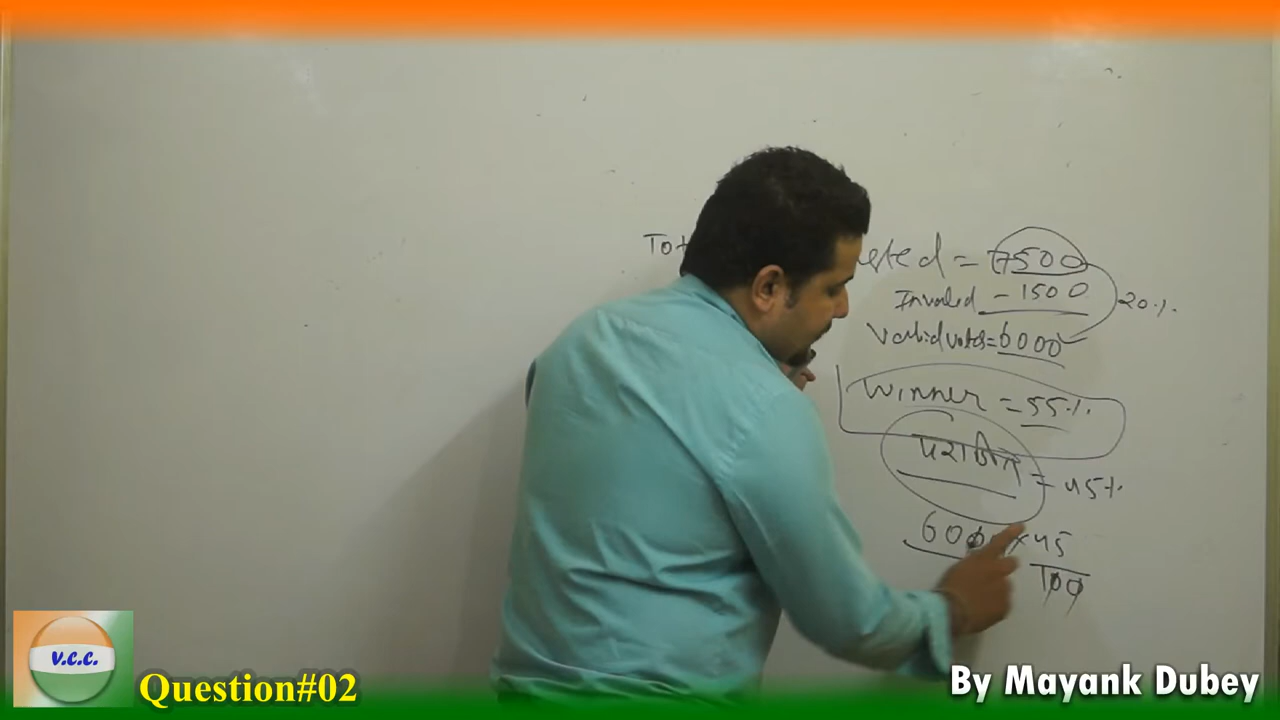 Tot ested = 7500
Invalid - 1500 20%
Valid votes = 6000
Winner = 55%
पराजित = 45%
6000 × 45
100
V.C.C.
Question#02
By Mayank Dubey